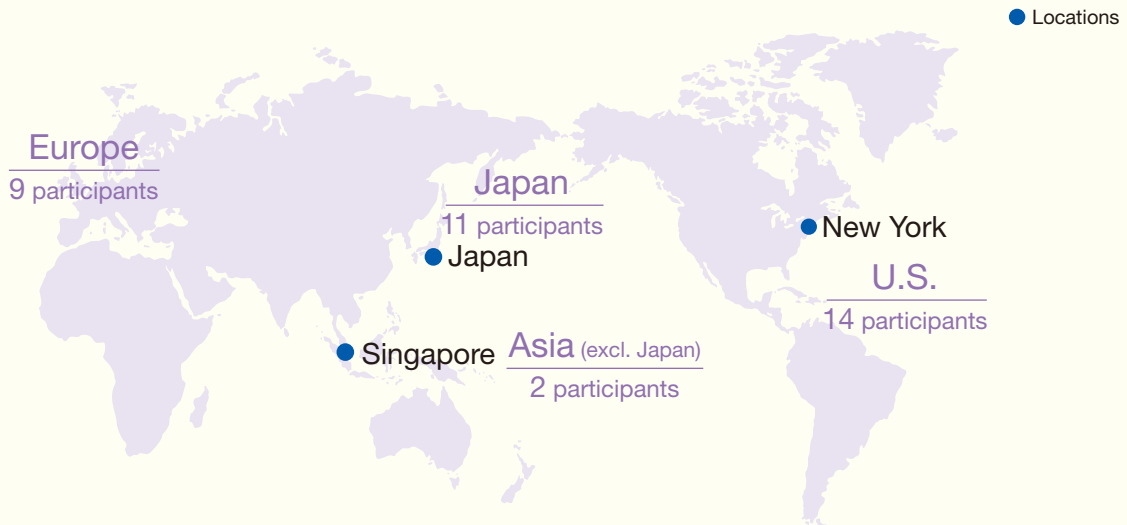 Locations
Europe
9 participants
Japan
11 participants
Japan
New York
U.S.
14 participants
Singapore
Asia (excl. Japan)
2 participants